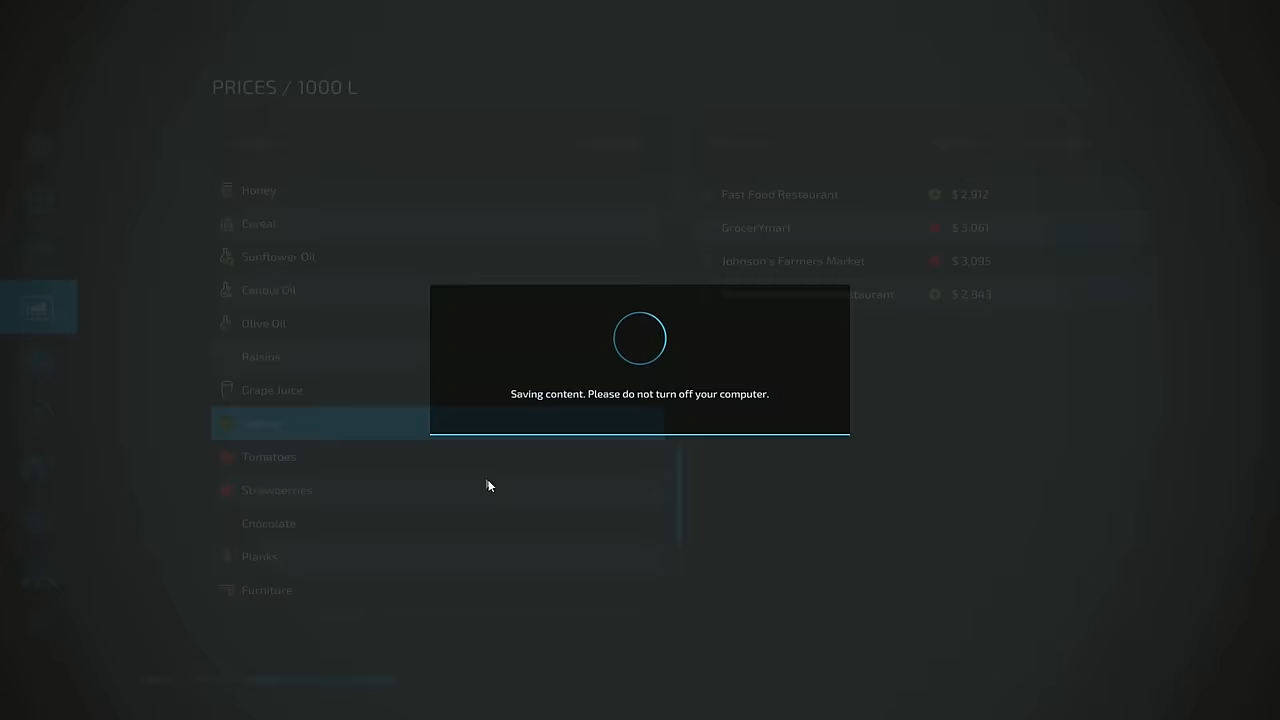 PRICES / 1000 L
Honey
Cereal
Sunflower Oil
Canola Oil
Olive Oil
Raisins
Grape Juice
Tomatoes
Strawberries
Chocolate
Planks
Furniture
Fast Food Restaurant $ 2,912
GrocerYmart $ 3,061
Johnson's Farmers Market $ 3,095
staurant $ 2,943
Saving content. Please do not turn off your computer.